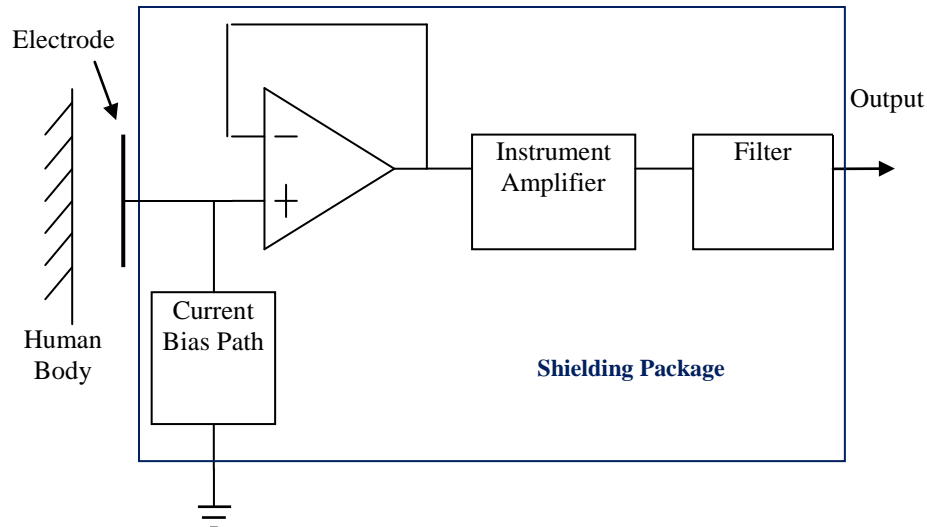 Electrode
Output
Instrument
Amplifier
Filter
Current
Bias Path
Human
Body
Shielding Package